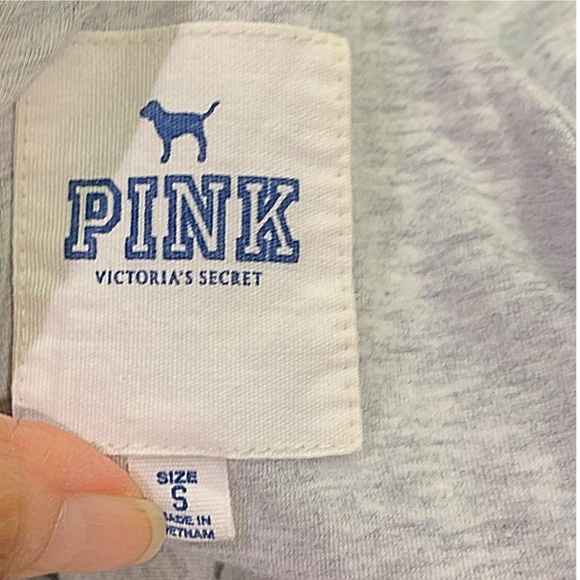 PINK
VICTORIA'S SECRET
SIZE
S
MADE IN
VIETNAM